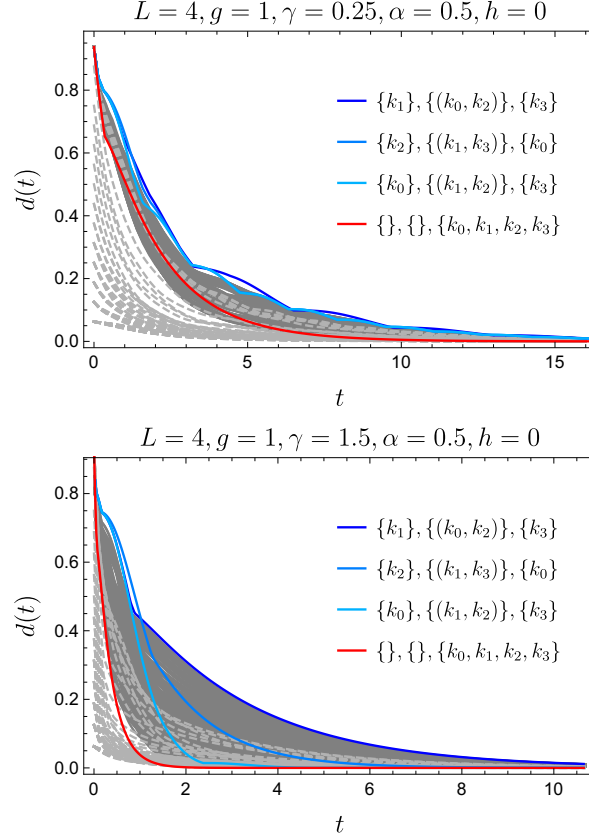 L = 4, g = 1, γ = 0.25, α = 0.5, h = 0
0.8
0.6
0.4
0.2
0.0
d(t)
{k₁}, {(k₀, k₂)}, {k₃}
{k₂}, {(k₁, k₃)}, {k₀}
{k₀}, {(k₁, k₂)}, {k₃}
{}, {}, {k₀, k₁, k₂, k₃}
0 5 10 15
t
L = 4, g = 1, γ = 1.5, α = 0.5, h = 0
0.8
0.6
0.4
0.2
0.0
d(t)
{k₁}, {(k₀, k₂)}, {k₃}
{k₂}, {(k₁, k₃)}, {k₀}
{k₀}, {(k₁, k₂)}, {k₃}
{}, {}, {k₀, k₁, k₂, k₃}
0 2 4 6 8 10
t